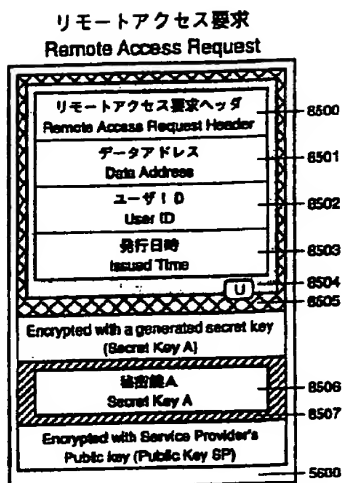 リモートアクセス要求
Remote Access Request
リモートアクセス要求ヘッダ
Remote Access Request Header
8500
データアドレス
Data Address
8501
ユーザID
User ID
8502
発行日時
Issued Time
8503
U
8504
8505
Encrypted with a generated secret key
(Secret Key A)
秘密鍵A
Secret Key A
8506
8507
Encrypted with Service Provider's
Public key (Public Key SP)
5600